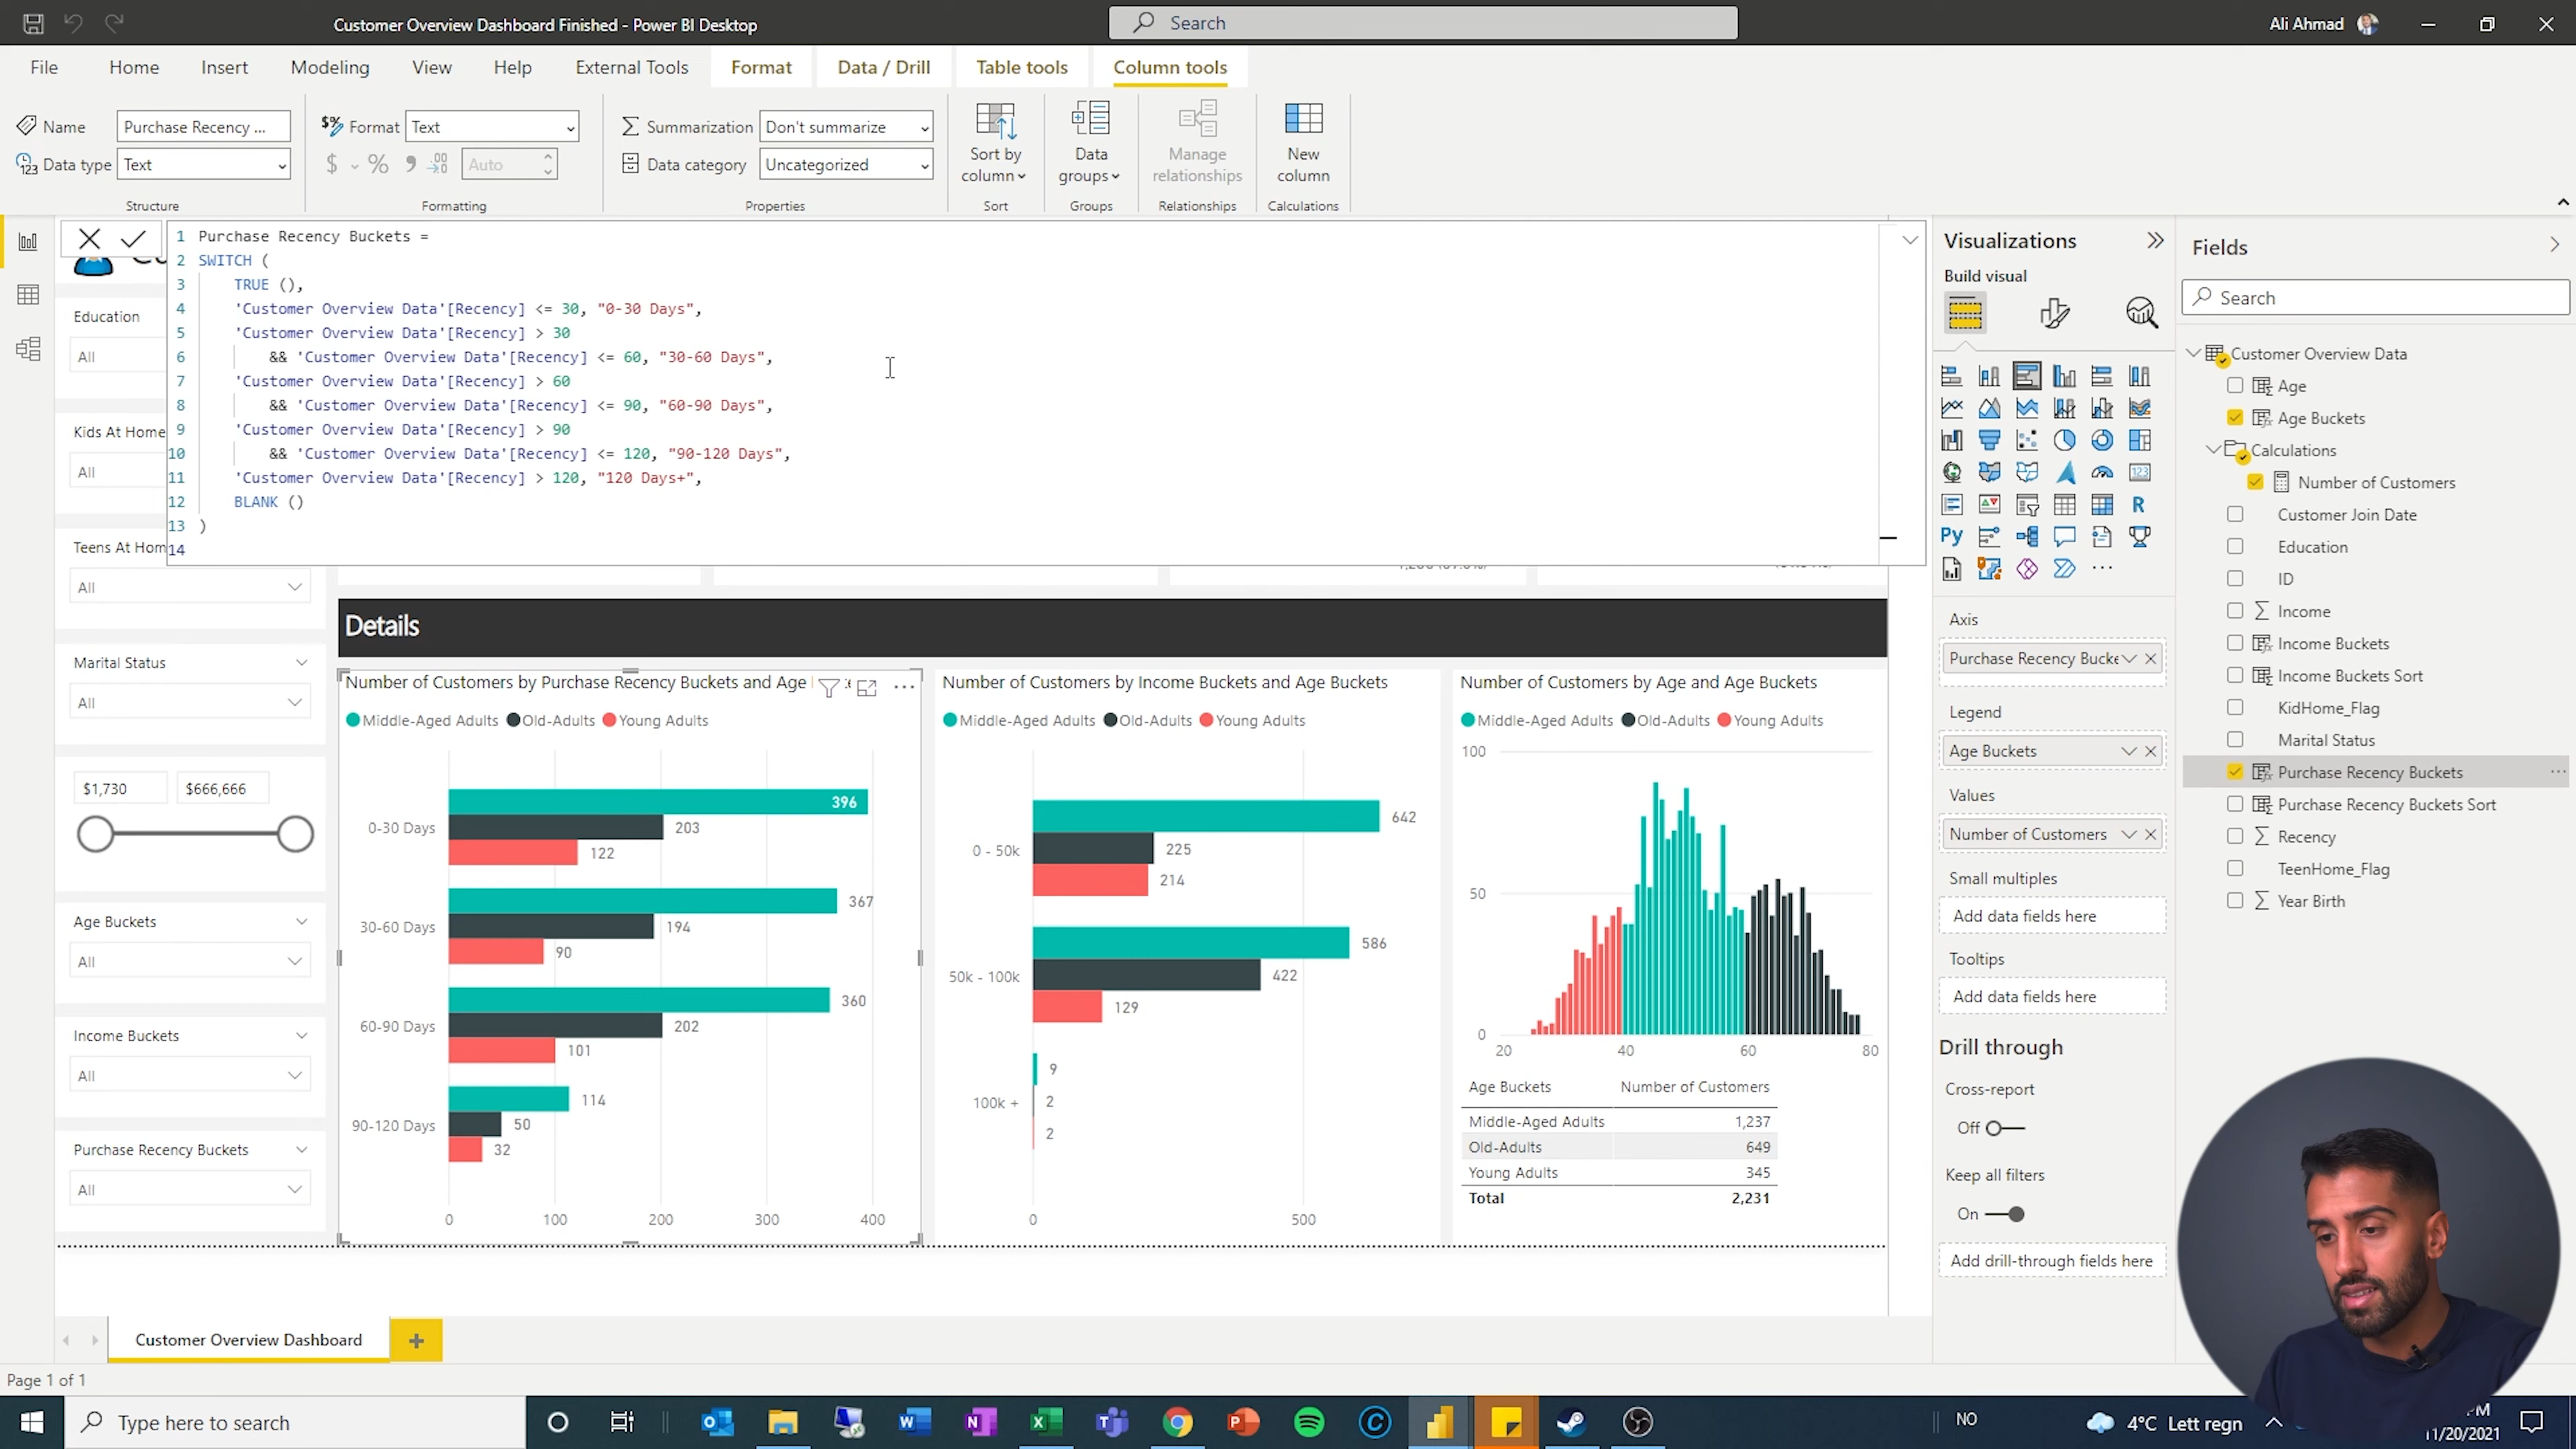 Customer Overview Dashboard Finished - Power BI Desktop
Search
Ali Ahmad
File
Home
Insert
Modeling
View
Help
External Tools
Format
Data / Drill
Table tools
Column tools
Name
Purchase Recency ...
Format
Text
Summarization
Don't summarize
Data type
Text
$
%
Auto
Data category
Uncategorized
Sort by
column
Data
groups
Manage
relationships
New
column
Structure
Formatting
Properties
Sort
Groups
Relationships
Calculations
1 Purchase Recency Buckets =
2 SWITCH (
3 TRUE (),
4 'Customer Overview Data'[Recency] <= 30, "0-30 Days",
5 'Customer Overview Data'[Recency] > 30
6 && 'Customer Overview Data'[Recency] <= 60, "30-60 Days",
7 'Customer Overview Data'[Recency] > 60
8 && 'Customer Overview Data'[Recency] <= 90, "60-90 Days",
9 'Customer Overview Data'[Recency] > 90
10 && 'Customer Overview Data'[Recency] <= 120, "90-120 Days",
11 'Customer Overview Data'[Recency] > 120, "120 Days+",
12 BLANK ()
13 )
14
Education
All
Kids At Home
All
Teens At Hom
All
Marital Status
All
$1,730
$666,666
Age Buckets
All
Income Buckets
All
Purchase Recency Buckets
All
Details
Number of Customers by Purchase Recency Buckets and Age
Middle-Aged Adults
Old-Adults
Young Adults
0-30 Days
396
203
122
30-60 Days
367
194
90
60-90 Days
360
202
101
90-120 Days
114
50
32
0
100
200
300
400
Number of Customers by Income Buckets and Age Buckets
Middle-Aged Adults
Old-Adults
Young Adults
0 - 50k
642
225
214
50k - 100k
586
422
129
100k +
9
2
2
0
500
Number of Customers by Age and Age Buckets
Middle-Aged Adults
Old-Adults
Young Adults
100
50
0
20
40
60
80
Age Buckets
Number of Customers
Middle-Aged Adults
1,237
Old-Adults
649
Young Adults
345
Total
2,231
Visualizations
Build visual
R
Py
123
Axis
Purchase Recency Bucke
Legend
Age Buckets
Values
Number of Customers
Small multiples
Add data fields here
Tooltips
Add data fields here
Drill through
Cross-report
Off
Keep all filters
On
Add drill-through fields here
Fields
Search
Customer Overview Data
Age
Age Buckets
Calculations
Number of Customers
Customer Join Date
Education
ID
Income
Income Buckets
Income Buckets Sort
KidHome_Flag
Marital Status
Purchase Recency Buckets
Purchase Recency Buckets Sort
Recency
TeenHome_Flag
Year Birth
Customer Overview Dashboard
Page 1 of 1
Type here to search
NO
4°C Lett regn
PM
11/20/2021